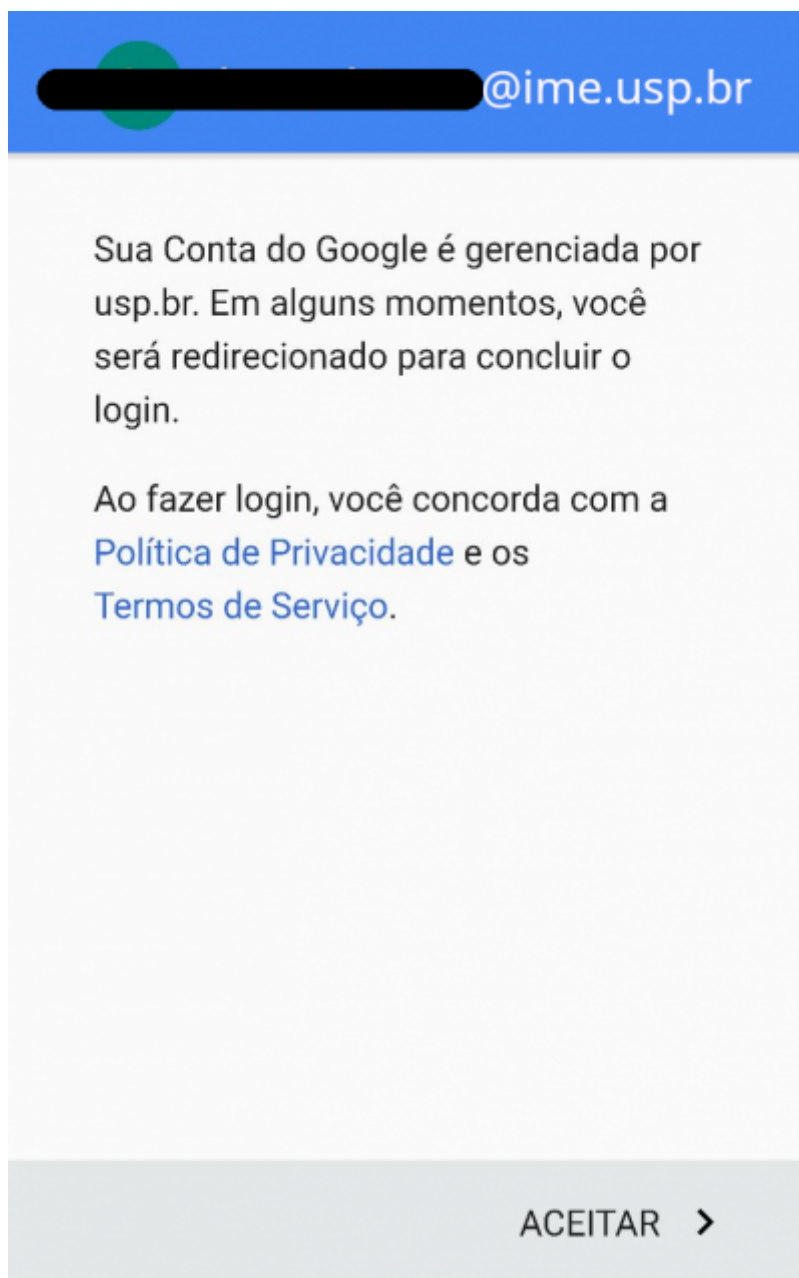 @ime.usp.br
Sua Conta do Google é gerenciada por
usp.br. Em alguns momentos, você
será redirecionado para concluir o
login.
Ao fazer login, você concorda com a
Política de Privacidade e os
Termos de Serviço.
ACEITAR